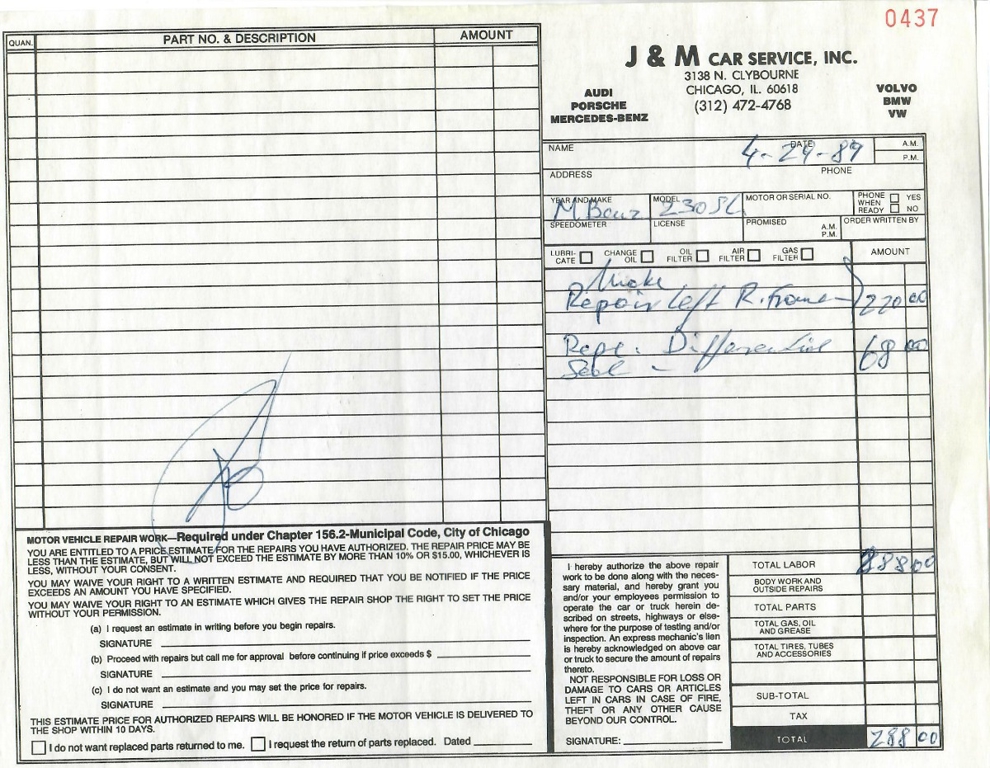 0437
QUAN. PART NO. & DESCRIPTION AMOUNT
J & M CAR SERVICE, INC.
3138 N. CLYBOURNE
CHICAGO, IL. 60618
(312) 472-4768
AUDI
PORSCHE
MERCEDES-BENZ
VOLVO
BMW
VW
NAME DATE 4-29-89 A.M.
P.M.
ADDRESS PHONE
YEAR AND MAKE M. Benz MODEL 230SL MOTOR OR SERIAL NO. PHONE WHEN READY YES NO
SPEEDOMETER LICENSE PROMISED A.M. P.M. ORDER WRITTEN BY
LUBRI-CATE CHANGE OIL OIL FILTER AIR FILTER GAS FILTER AMOUNT
Repair left R. Frame 220 00
Repl. Differential 68 00
Seal -
MOTOR VEHICLE REPAIR WORK—Required under Chapter 156.2-Municipal Code, City of Chicago
YOU ARE ENTITLED TO A PRICE ESTIMATE FOR THE REPAIRS YOU HAVE AUTHORIZED. THE REPAIR PRICE MAY BE
LESS THAN THE ESTIMATE, BUT WILL NOT EXCEED THE ESTIMATE BY MORE THAN 10% OR $15.00, WHICHEVER IS
LESS, WITHOUT YOUR CONSENT.
YOU MAY WAIVE YOUR RIGHT TO A WRITTEN ESTIMATE AND REQUIRED THAT YOU BE NOTIFIED IF THE PRICE
EXCEEDS AN AMOUNT YOU HAVE SPECIFIED.
YOU MAY WAIVE YOUR RIGHT TO AN ESTIMATE WHICH GIVES THE REPAIR SHOP THE RIGHT TO SET THE PRICE
WITHOUT YOUR PERMISSION.
(a) I request an estimate in writing before you begin repairs.
SIGNATURE
(b) Proceed with repairs but call me for approval before continuing if price exceeds $
SIGNATURE
(c) I do not want an estimate and you may set the price for repairs.
SIGNATURE
THIS ESTIMATE PRICE FOR AUTHORIZED REPAIRS WILL BE HONORED IF THE MOTOR VEHICLE IS DELIVERED TO
THE SHOP WITHIN 10 DAYS.
I do not want replaced parts returned to me. I request the return of parts replaced. Dated
I hereby authorize the above repair
work to be done along with the neces-
sary material, and hereby grant you
and/or your employees permission to
operate the car or truck herein de-
scribed on streets, highways or else-
where for the purpose of testing and/or
inspection. An express mechanic's lien
is hereby acknowledged on above car
or truck to secure the amount of repairs
thereto.
NOT RESPONSIBLE FOR LOSS OR
DAMAGE TO CARS OR ARTICLES
LEFT IN CARS IN CASE OF FIRE,
THEFT OR ANY OTHER CAUSE
BEYOND OUR CONTROL.
SIGNATURE:
TOTAL LABOR 288 00
BODY WORK AND
OUTSIDE REPAIRS
TOTAL PARTS
TOTAL GAS, OIL
AND GREASE
TOTAL TIRES, TUBES
AND ACCESSORIES
SUB-TOTAL
TAX
TOTAL 288 00